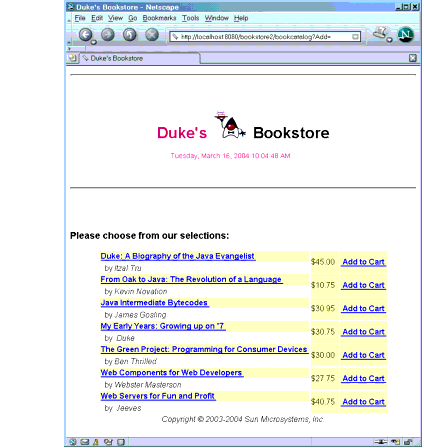 Duke's Bookstore - Netscape
File Edit View Go Bookmarks Tools Window Help
http://localhost:8080/bookstore2/bookcatalog?Add=
Duke's Bookstore
Duke's Bookstore
Tuesday, March 16, 2004 10:04:48 AM
Please choose from our selections:
Duke: A Biography of the Java Evangelist $45.00 Add to Cart
by Itzal Tru
From Oak to Java: The Revolution of a Language $10.75 Add to Cart
by Kevin Novation
Java Intermediate Bytecodes $30.95 Add to Cart
by James Gosling
My Early Years: Growing up on *7 $30.75 Add to Cart
by Duke
The Green Project: Programming for Consumer Devices $30.00 Add to Cart
by Ben Thrilled
Web Components for Web Developers $27.75 Add to Cart
by Webster Masterson
Web Servers for Fun and Profit $40.75 Add to Cart
by Jeeves
Copyright © 2003-2004 Sun Microsystems, Inc.